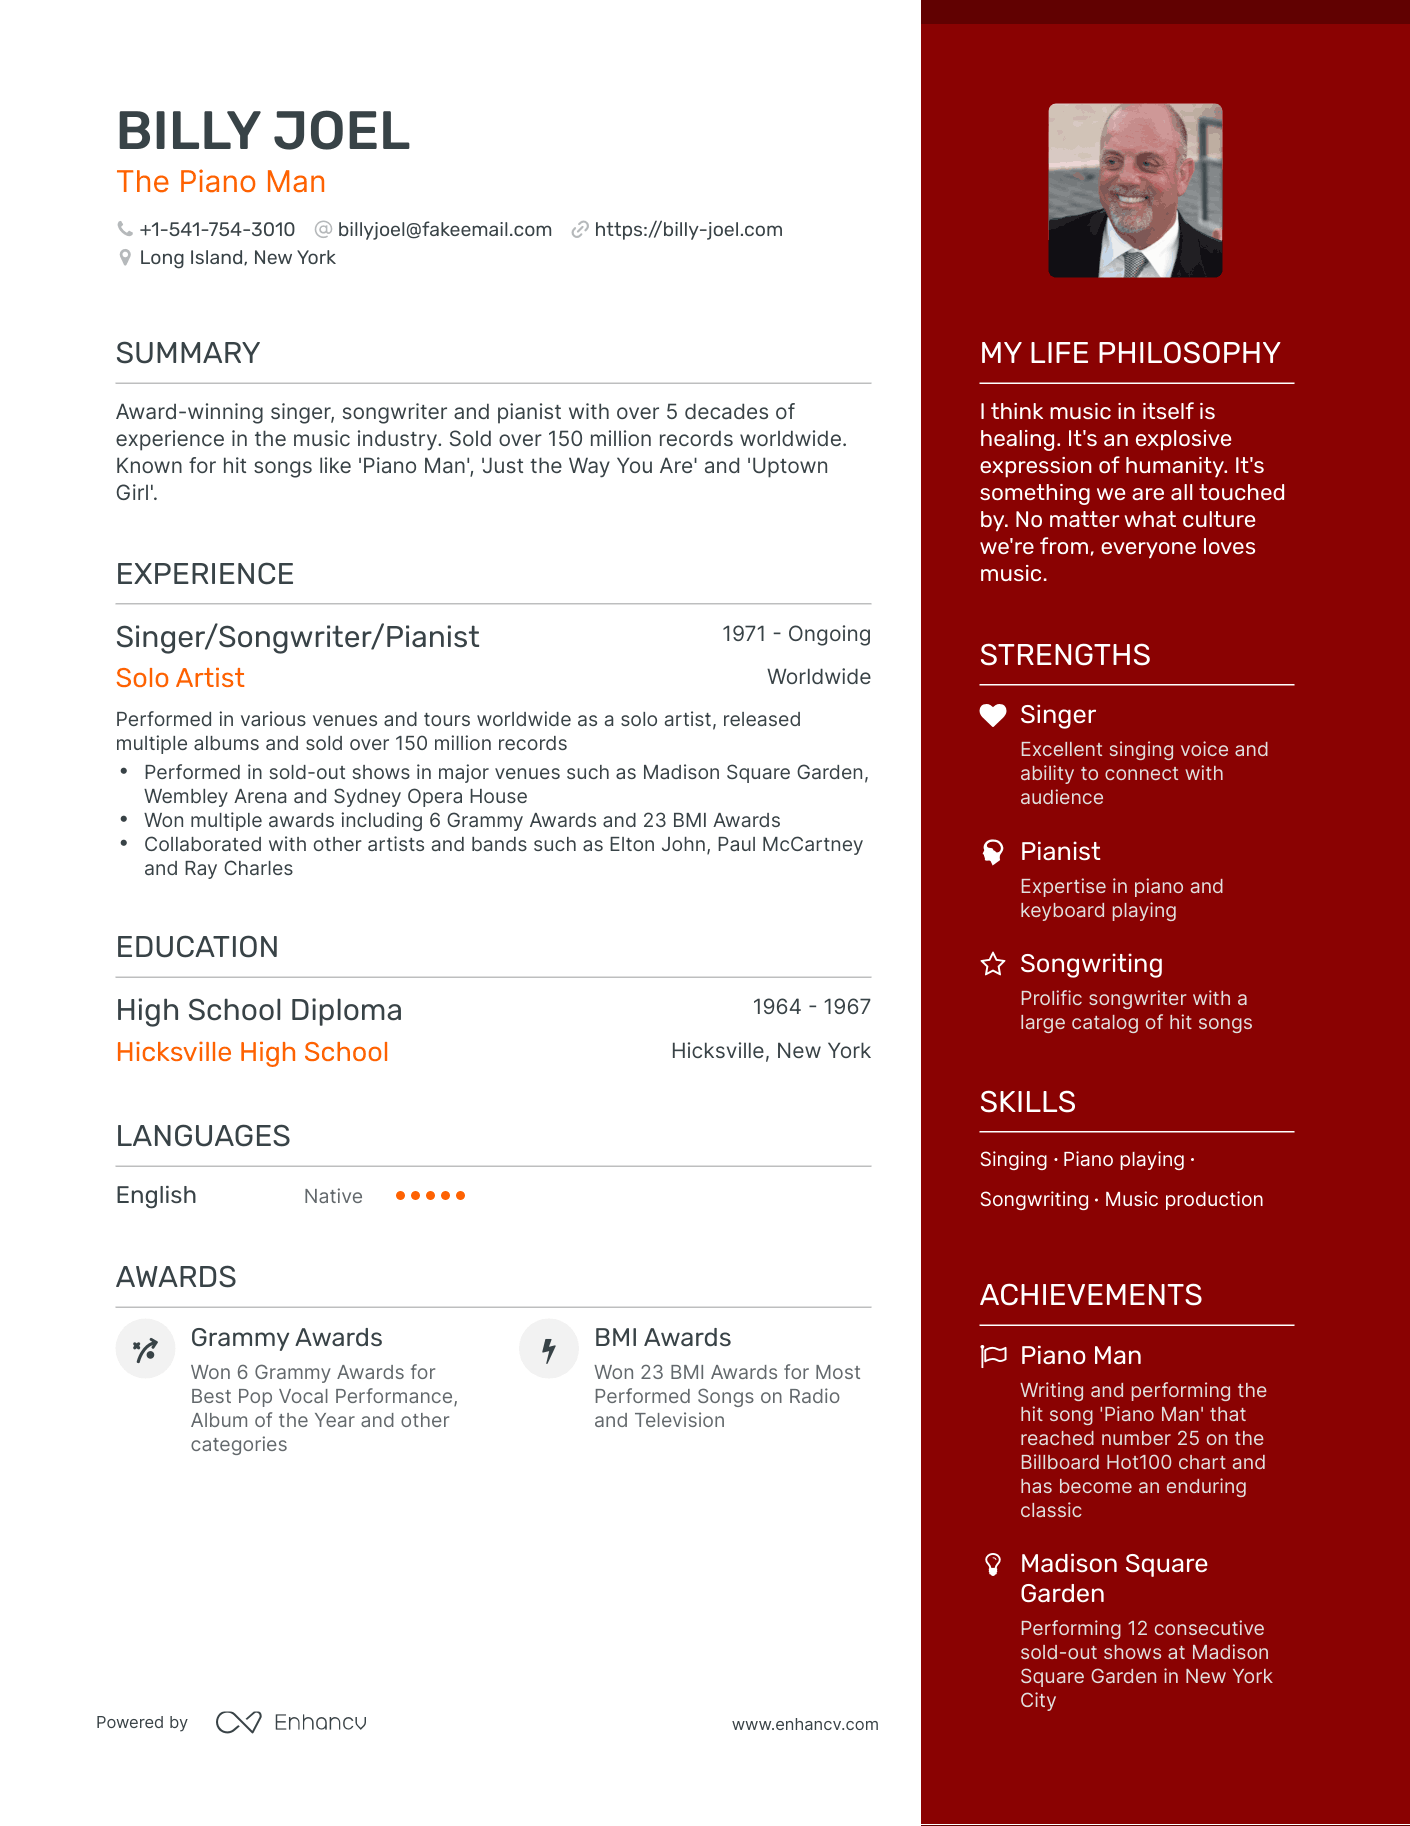 BILLY JOEL
The Piano Man
+1-541-754-3010 @ billyjoel@fakeemail.com https://billy-joel.com
Long Island, New York
SUMMARY
Award-winning singer, songwriter and pianist with over 5 decades of
experience in the music industry. Sold over 150 million records worldwide.
Known for hit songs like 'Piano Man', 'Just the Way You Are' and 'Uptown
Girl'.
EXPERIENCE
Singer/Songwriter/Pianist 1971 - Ongoing
Solo Artist Worldwide
Performed in various venues and tours worldwide as a solo artist, released
multiple albums and sold over 150 million records
• Performed in sold-out shows in major venues such as Madison Square Garden,
Wembley Arena and Sydney Opera House
• Won multiple awards including 6 Grammy Awards and 23 BMI Awards
• Collaborated with other artists and bands such as Elton John, Paul McCartney
and Ray Charles
EDUCATION
High School Diploma 1964 - 1967
Hicksville High School Hicksville, New York
LANGUAGES
English Native
AWARDS
Grammy Awards
Won 6 Grammy Awards for
Best Pop Vocal Performance,
Album of the Year and other
categories
BMI Awards
Won 23 BMI Awards for Most
Performed Songs on Radio
and Television
MY LIFE PHILOSOPHY
I think music in itself is
healing. It's an explosive
expression of humanity. It's
something we are all touched
by. No matter what culture
we're from, everyone loves
music.
STRENGTHS
Singer
Excellent singing voice and
ability to connect with
audience
Pianist
Expertise in piano and
keyboard playing
Songwriting
Prolific songwriter with a
large catalog of hit songs
SKILLS
Singing · Piano playing ·
Songwriting · Music production
ACHIEVEMENTS
Piano Man
Writing and performing the
hit song 'Piano Man' that
reached number 25 on the
Billboard Hot100 chart and
has become an enduring
classic
Madison Square
Garden
Performing 12 consecutive
sold-out shows at Madison
Square Garden in New York
City
Powered by Enhancv www.enhancv.com